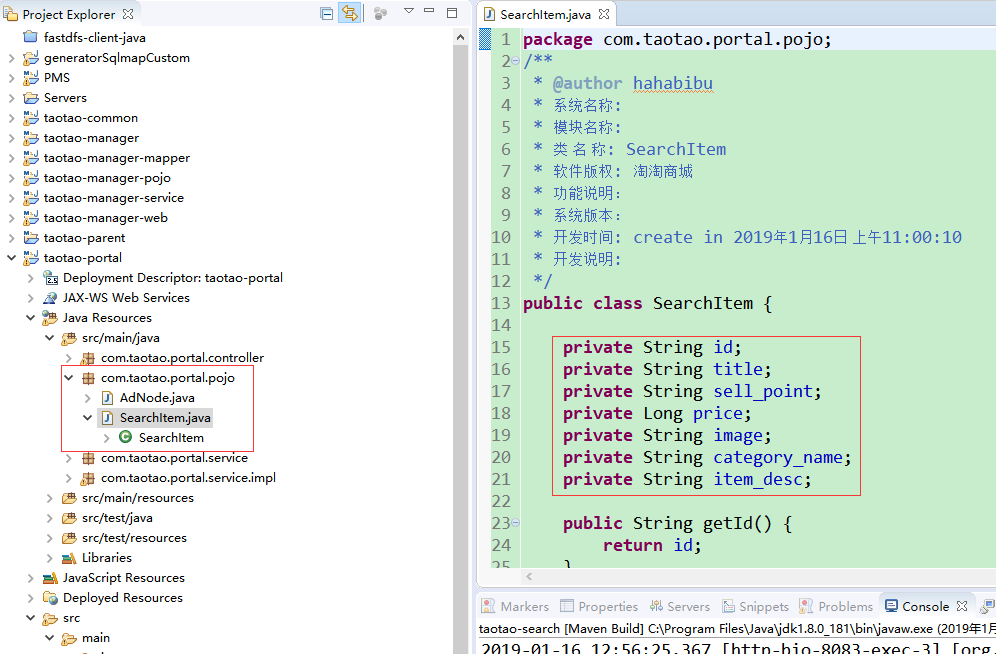 Project Explorer
fastdfs-client-java
generatorSqlmapCustom
PMS
Servers
taotao-common
taotao-manager
taotao-manager-mapper
taotao-manager-pojo
taotao-manager-service
taotao-manager-web
taotao-parent
taotao-portal
Deployment Descriptor: taotao-portal
JAX-WS Web Services
Java Resources
src/main/java
com.taotao.portal.controller
com.taotao.portal.pojo
AdNode.java
SearchItem.java
SearchItem
com.taotao.portal.service
com.taotao.portal.service.impl
src/main/resources
src/test/java
src/test/resources
Libraries
JavaScript Resources
Deployed Resources
src
main
SearchItem.java
1 package com.taotao.portal.pojo;
2 /**
3 * @author hahabibu
4 * 系统名称:
5 * 模块名称:
6 * 类 名 称: SearchItem
7 * 软件版权: 淘淘商城
8 * 功能说明:
9 * 系统版本:
10 * 开发时间: create in 2019年1月16日 上午11:00:10
11 * 开发说明:
12 */
13 public class SearchItem {
14
15 private String id;
16 private String title;
17 private String sell_point;
18 private Long price;
19 private String image;
20 private String category_name;
21 private String item_desc;
22
23 public String getId() {
24 return id;
25 }
Markers Properties Servers Snippets Problems Console
taotao-search [Maven Build] C:\Program Files\Java\jdk1.8.0_181\bin\javaw.exe (2019年1月
2019-01-16 12:56:25,367 [http-bio-8083-exec-3] [org.